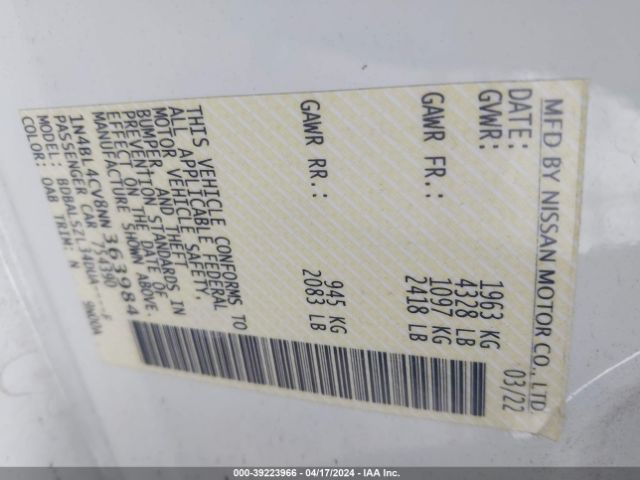 MFD BY NISSAN MOTOR CO., LTD
DATE: 03/22
GVWR: 1963 KG
4328 LB
GAWR FR.: 1097 KG
2418 LB
GAWR RR.: 945 KG
2083 LB
THIS VEHICLE CONFORMS TO
ALL APPLICABLE FEDERAL
MOTOR VEHICLE SAFETY,
BUMPER, AND THEFT
PREVENTION STANDARDS IN
EFFECT ON THE DATE OF
MANUFACTURE SHOWN ABOVE.
1N4BL4CV8NN363984
PASSENGER CAR 754390
MODEL: BDBALSZL34DUA----F
COLOR: QAB TRIM: N
000-39223966 - 04/17/2024 - IAA Inc.